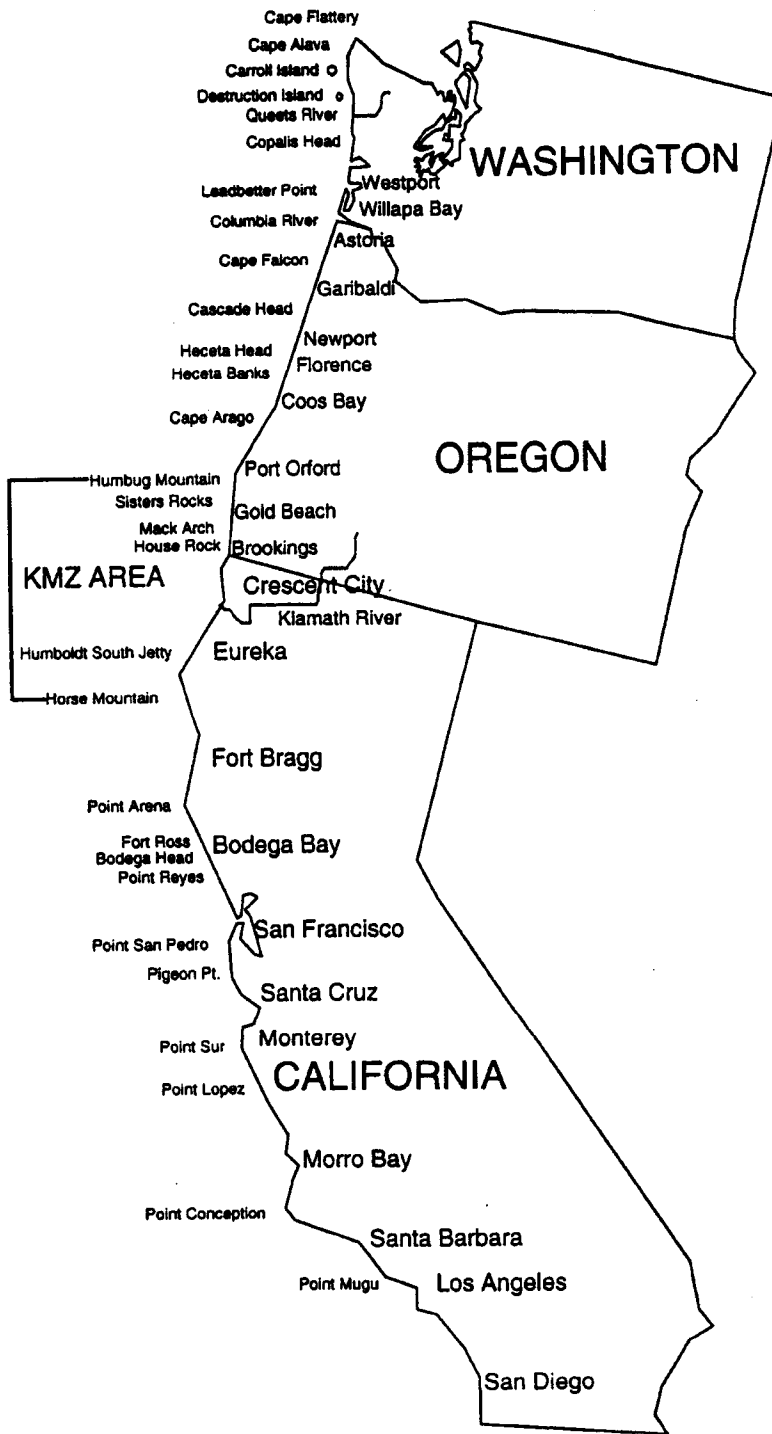 Cape Flattery
Cape Alava
Carroll Island
Destruction Island
Queets River
Copalis Head
WASHINGTON
Westport
Leadbetter Point
Willapa Bay
Columbia River
Astoria
Cape Falcon
Garibaldi
Cascade Head
Newport
Heceta Head
Florence
Heceta Banks
Coos Bay
Cape Arago
OREGON
Port Orford
Humbug Mountain
Sisters Rocks
Gold Beach
Mack Arch
House Rock
Brookings
KMZ AREA
Crescent City
Klamath River
Humboldt South Jetty
Eureka
Horse Mountain
Fort Bragg
Point Arena
Fort Ross
Bodega Bay
Bodega Head
Point Reyes
San Francisco
Point San Pedro
Pigeon Pt.
Santa Cruz
Monterey
Point Sur
CALIFORNIA
Point Lopez
Morro Bay
Point Conception
Santa Barbara
Point Mugu
Los Angeles
San Diego